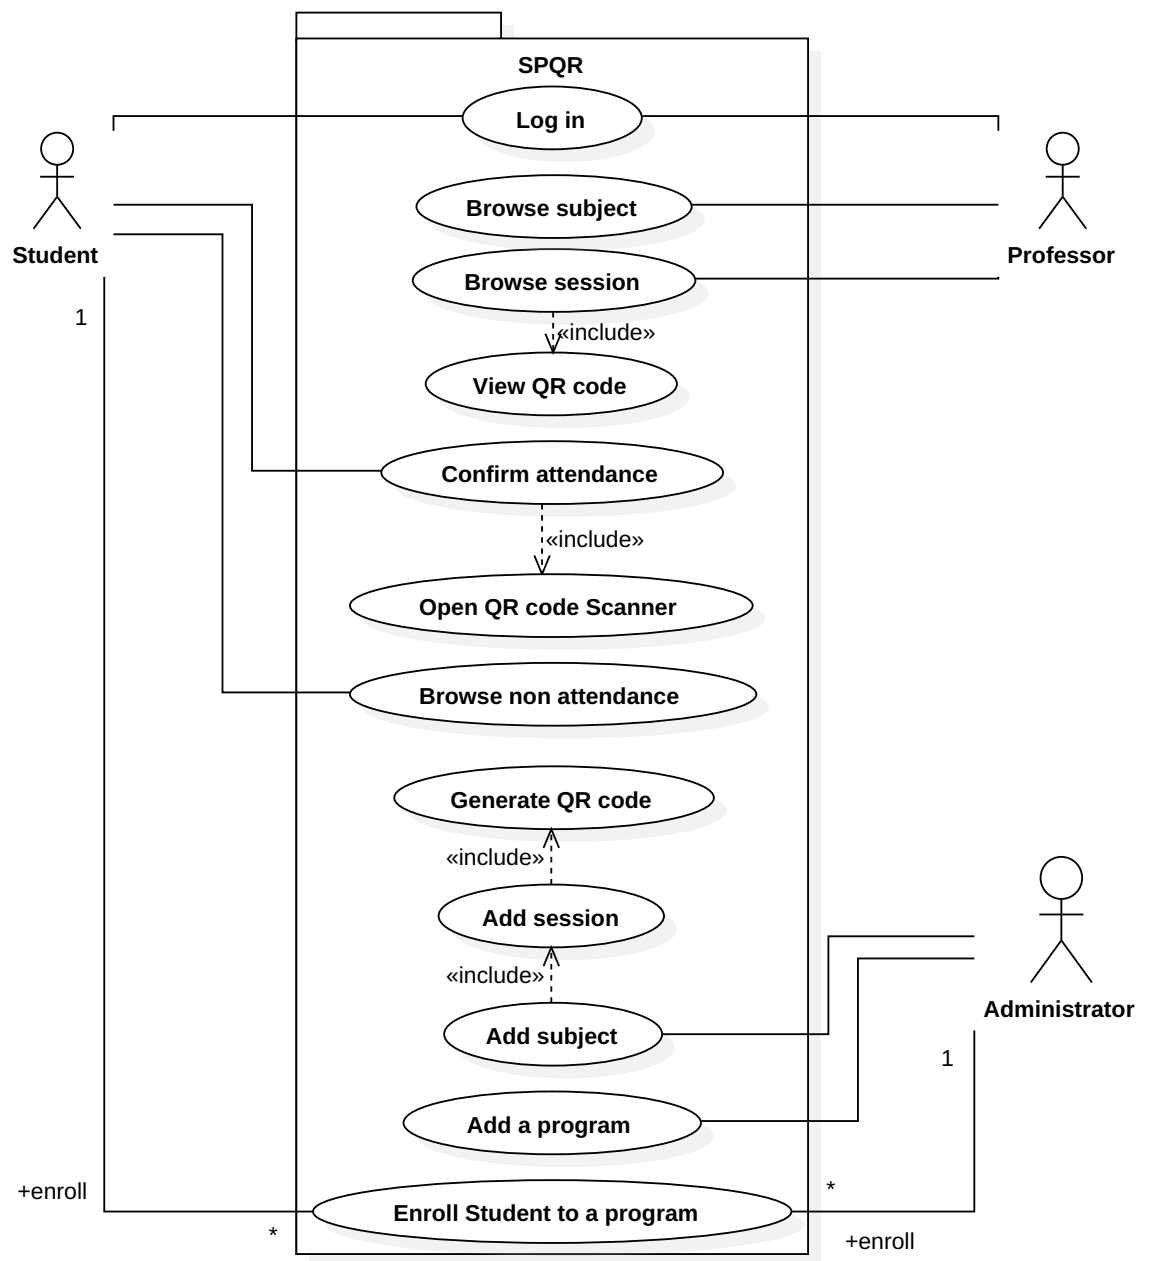 SPQR
Log in
Browse subject
Student
Professor
Browse session
1
«include»
View QR code
Confirm attendance
«include»
Open QR code Scanner
Browse non attendance
Generate QR code
«include»
Add session
«include»
Administrator
Add subject
1
Add a program
+enroll
*
Enroll Student to a program
*
+enroll